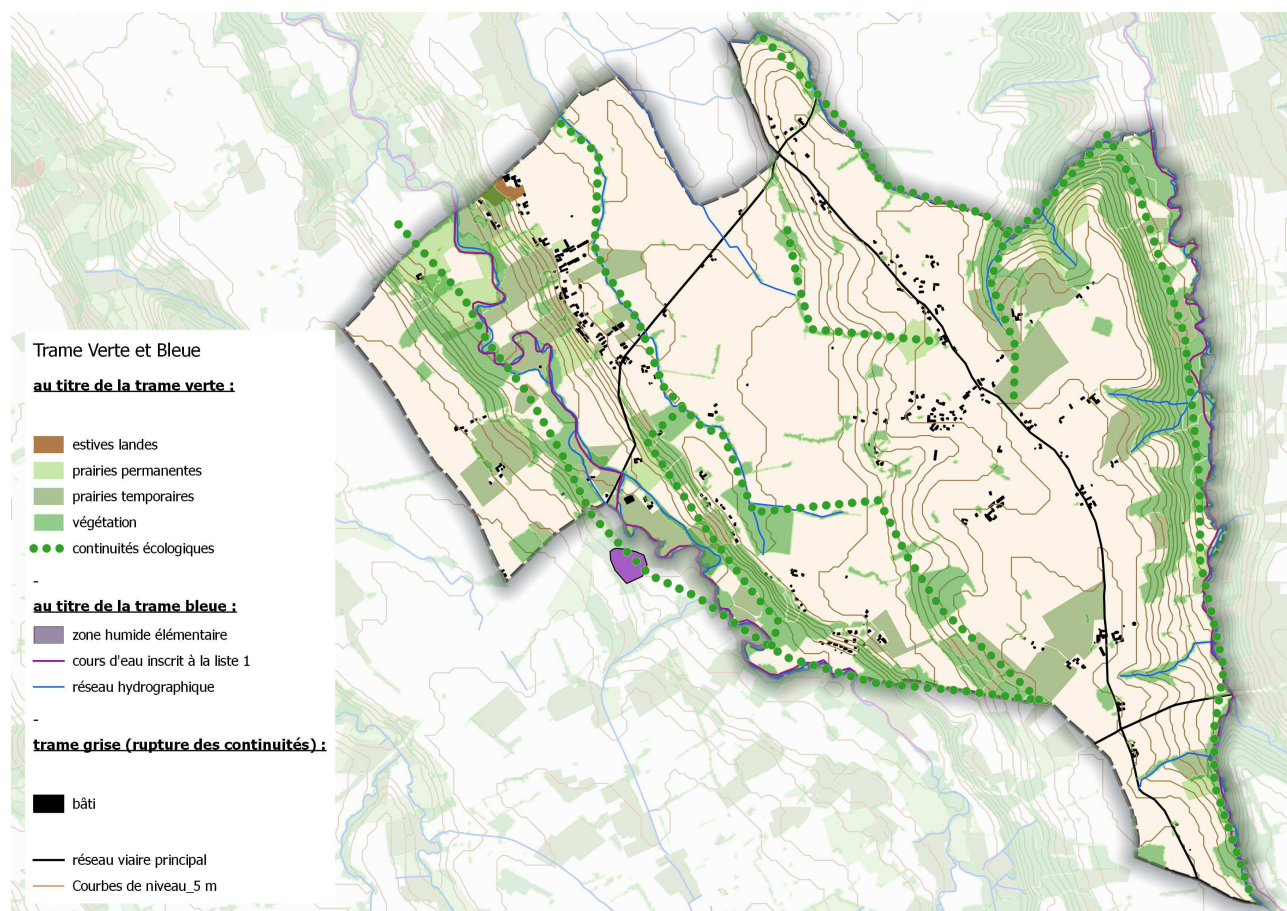 Trame Verte et Bleue
au titre de la trame verte :
estives landes
prairies permanentes
prairies temporaires
végétation
continuités écologiques
-
au titre de la trame bleue :
zone humide élémentaire
cours d'eau inscrit à la liste 1
réseau hydrographique
-
trame grise (rupture des continuités) :
bâti
réseau viaire principal
Courbes de niveau_5 m